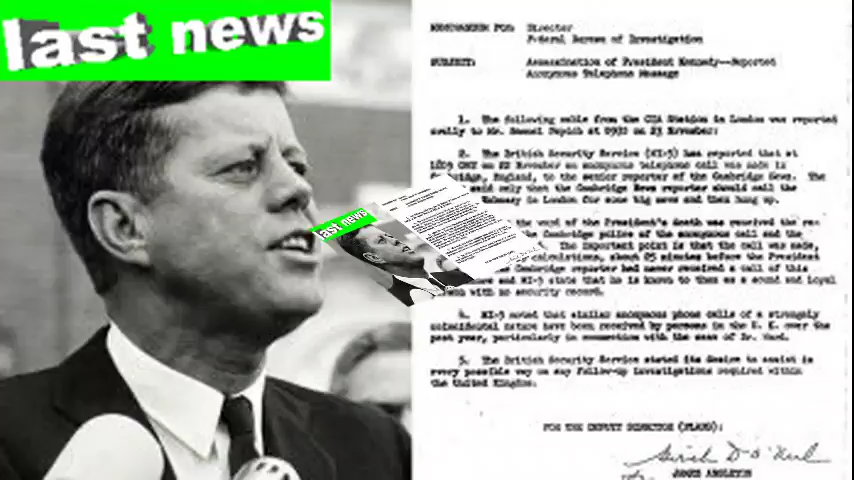 last news
MEMORANDUM FOR: Director
Federal Bureau of Investigation
SUBJECT: Assassination of President Kennedy--Reported
Anonymous Telephone Message
1. The following cable from the CIA Station in London was reported
orally to Mr. Samuel Papich at 0930 on 23 November:
2. The British Security Service (MI-5) has reported that at
GMT on 22 November an anonymous telephone call was made in
England, to the senior reporter of the Cambridge News. The
said only that the Cambridge News reporter should call the
Embassy in London for some big news and then hung up.
last news
the word of the President's death was received the re-
the Cambridge police of the anonymous call and the
The important point is that the call was made,
calculations, about 25 minutes before the President
Cambridge reporter had never received a call of this
and MI-5 state that he is known to them as a sound and loyal
with no security record.
4. MI-5 noted that similar anonymous phone calls of a strangely
coincidental nature have been received by persons in the U. K. over the
past year, particularly in connection with the case of Dr. Ward.
5. The British Security Service stated its desire to assist in
every possible way on any follow-up investigations required within
the United Kingdom.
FOR THE DEPUTY DIRECTOR (PLANS):
JAMES ANGLETON